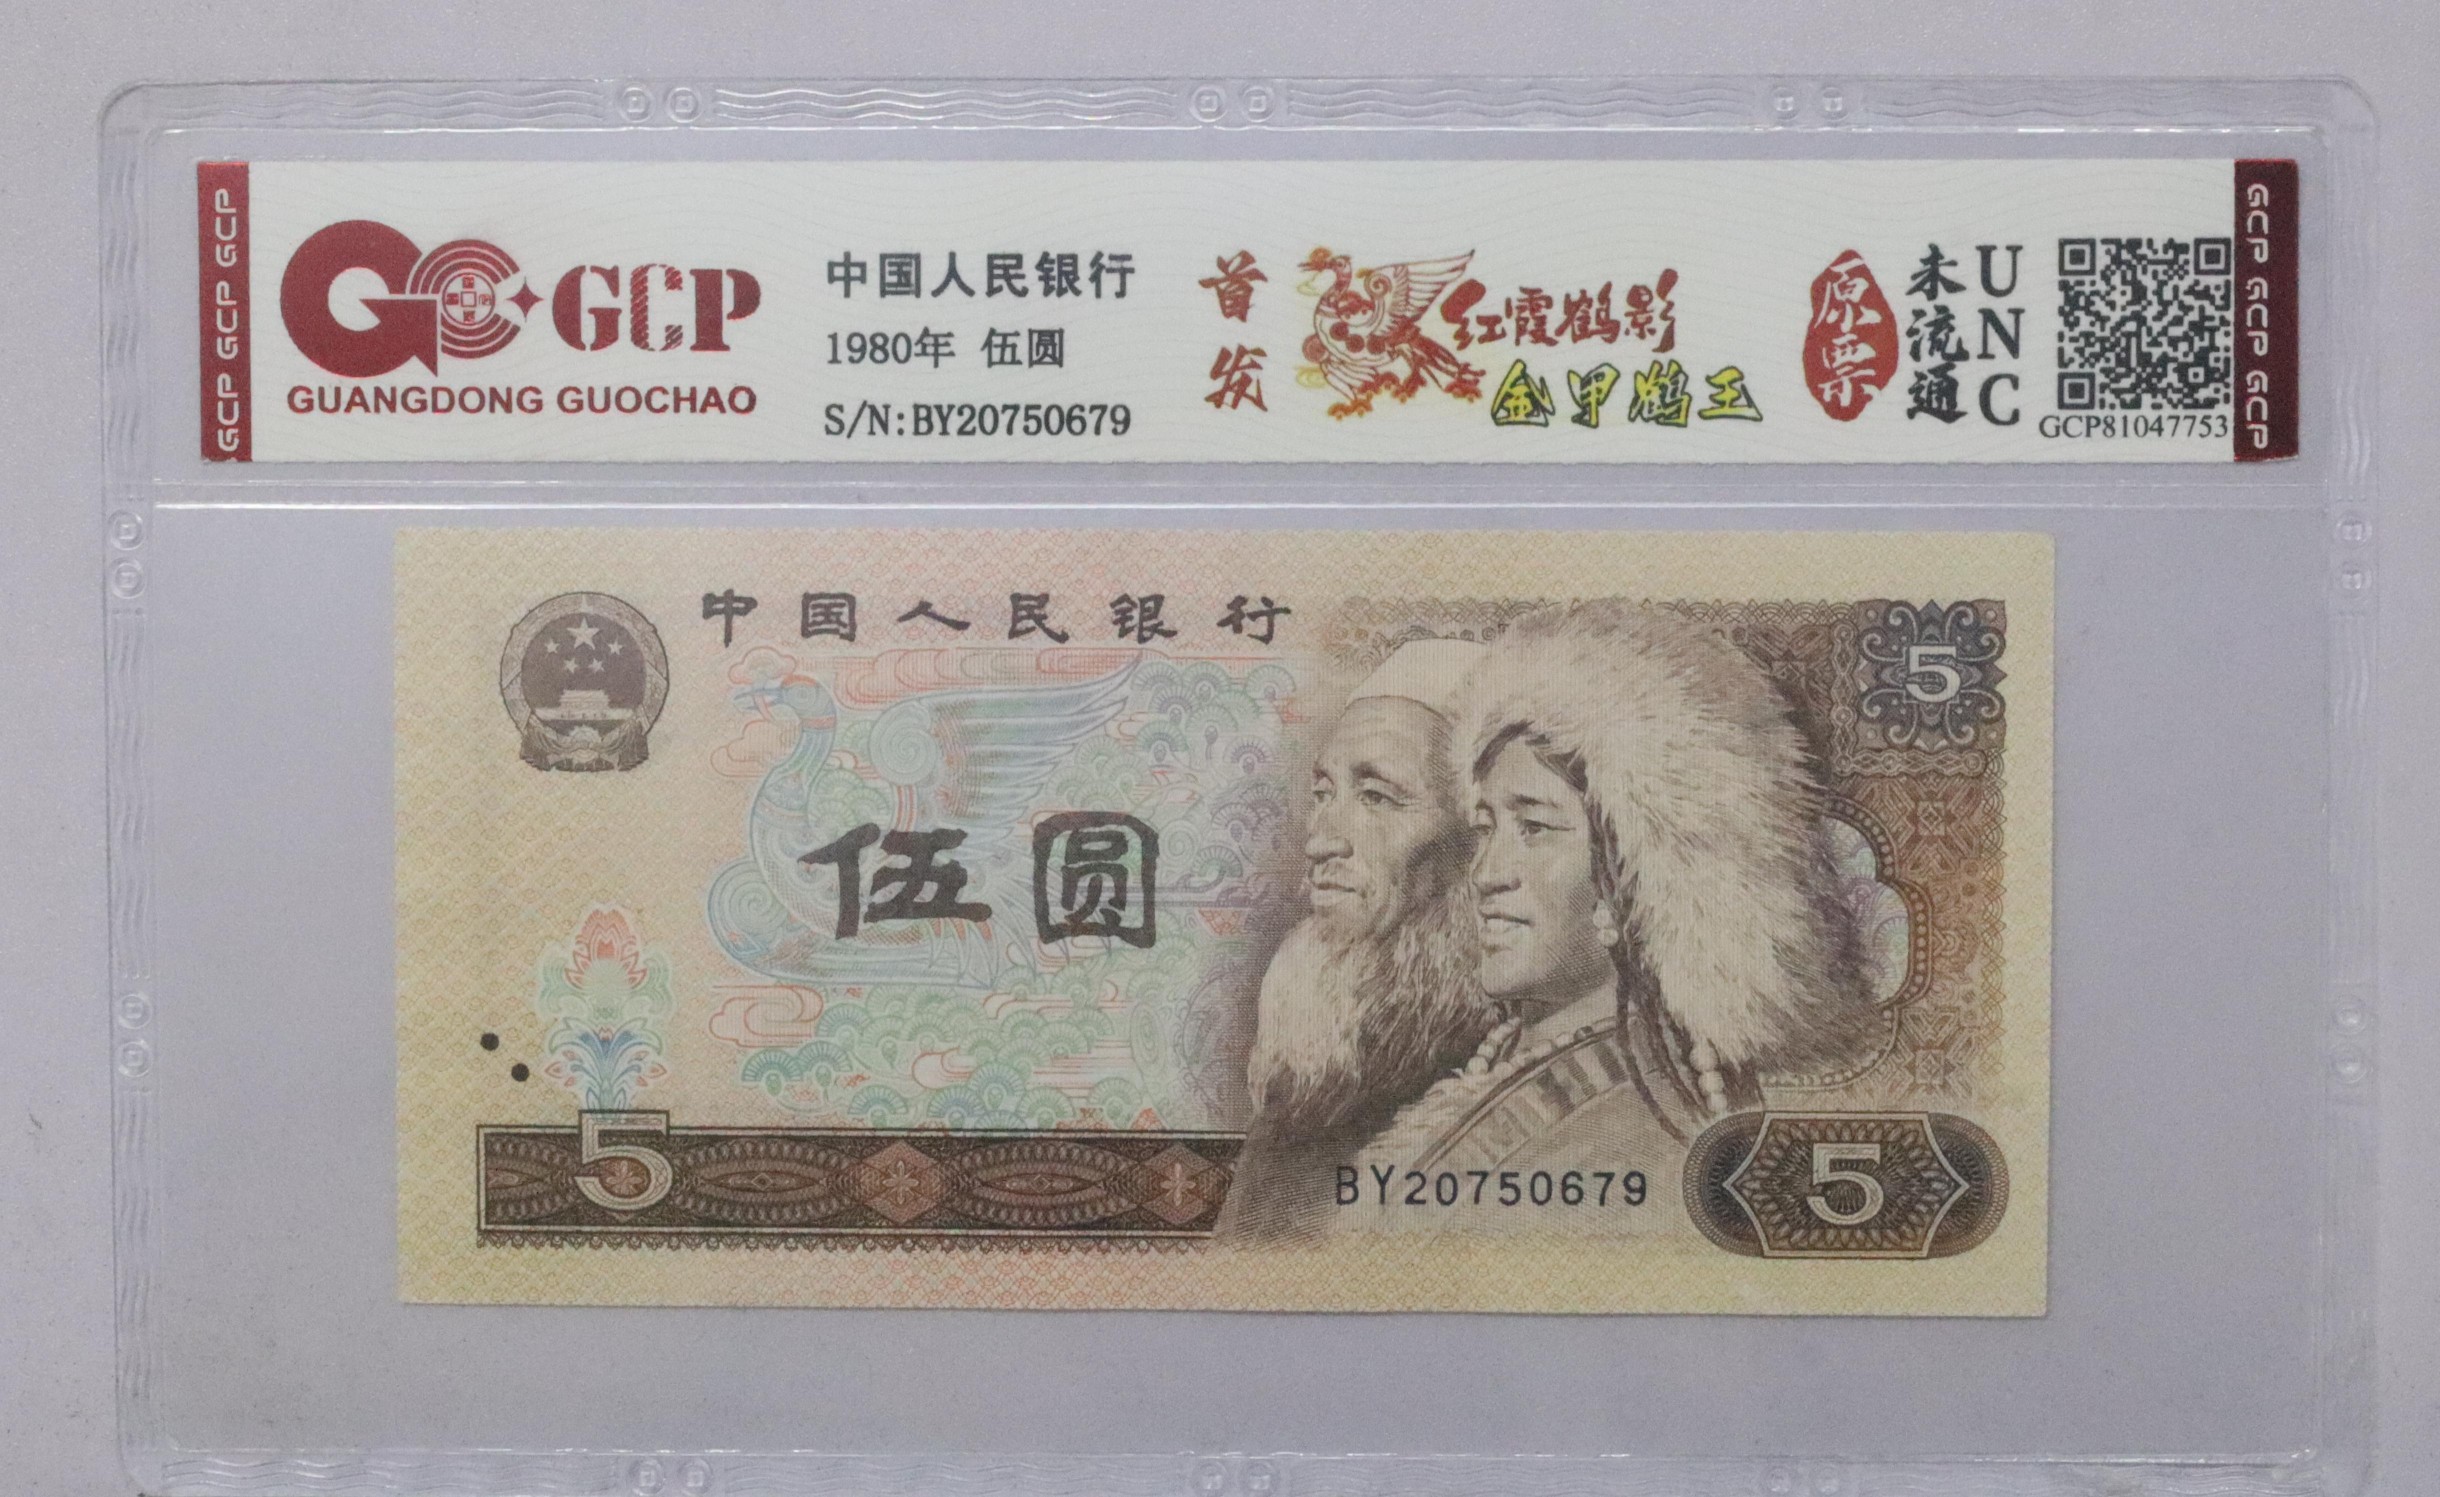 GCP GCP GCP
GCP
GUANGDONG GUOCHAO
中国人民银行
1980年 伍圆
S/N:BY20750679
首发
红霞鹤影
金甲鹤王
原票
未流通
UNC
GCP81047753
GCP GCP GCP
中国人民银行
5
伍圆
5
BY20750679
5